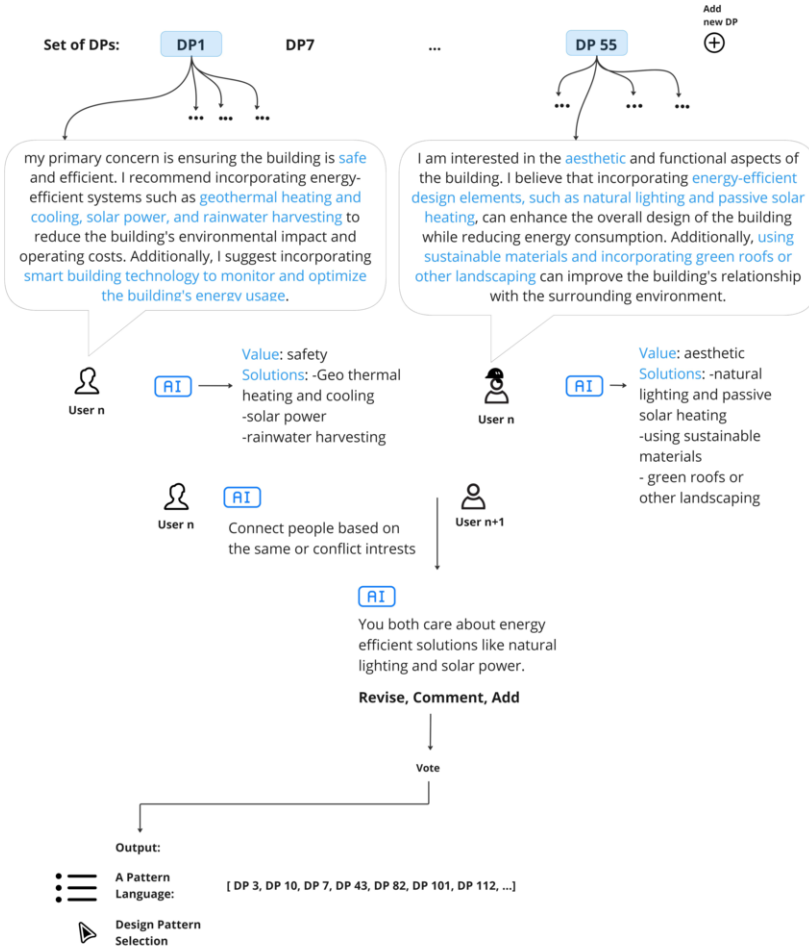 Add
new DP
Set of DPs: DP1 DP7 ... DP 55
... ... ... ... ... ...
my primary concern is ensuring the building is safe
and efficient. I recommend incorporating energy-
efficient systems such as geothermal heating and
cooling, solar power, and rainwater harvesting to
reduce the building's environmental impact and
operating costs. Additionally, I suggest incorporating
smart building technology to monitor and optimize
the building's energy usage.
I am interested in the aesthetic and functional aspects of
the building. I believe that incorporating energy-efficient
design elements, such as natural lighting and passive solar
heating, can enhance the overall design of the building
while reducing energy consumption. Additionally, using
sustainable materials and incorporating green roofs or
other landscaping can improve the building's relationship
with the surrounding environment.
User n
AI
Value: safety
Solutions: -Geo thermal
heating and cooling
-solar power
-rainwater harvesting
User n
AI
Value: aesthetic
Solutions: -natural
lighting and passive
solar heating
-using sustainable
materials
- green roofs or
other landscaping
User n
AI
Connect people based on
the same or conflict intrests
User n+1
AI
You both care about energy
efficient solutions like natural
lighting and solar power.
Revise, Comment, Add
Vote
Output:
A Pattern
Language:
[ DP 3, DP 10, DP 7, DP 43, DP 82, DP 101, DP 112, ...]
Design Pattern
Selection